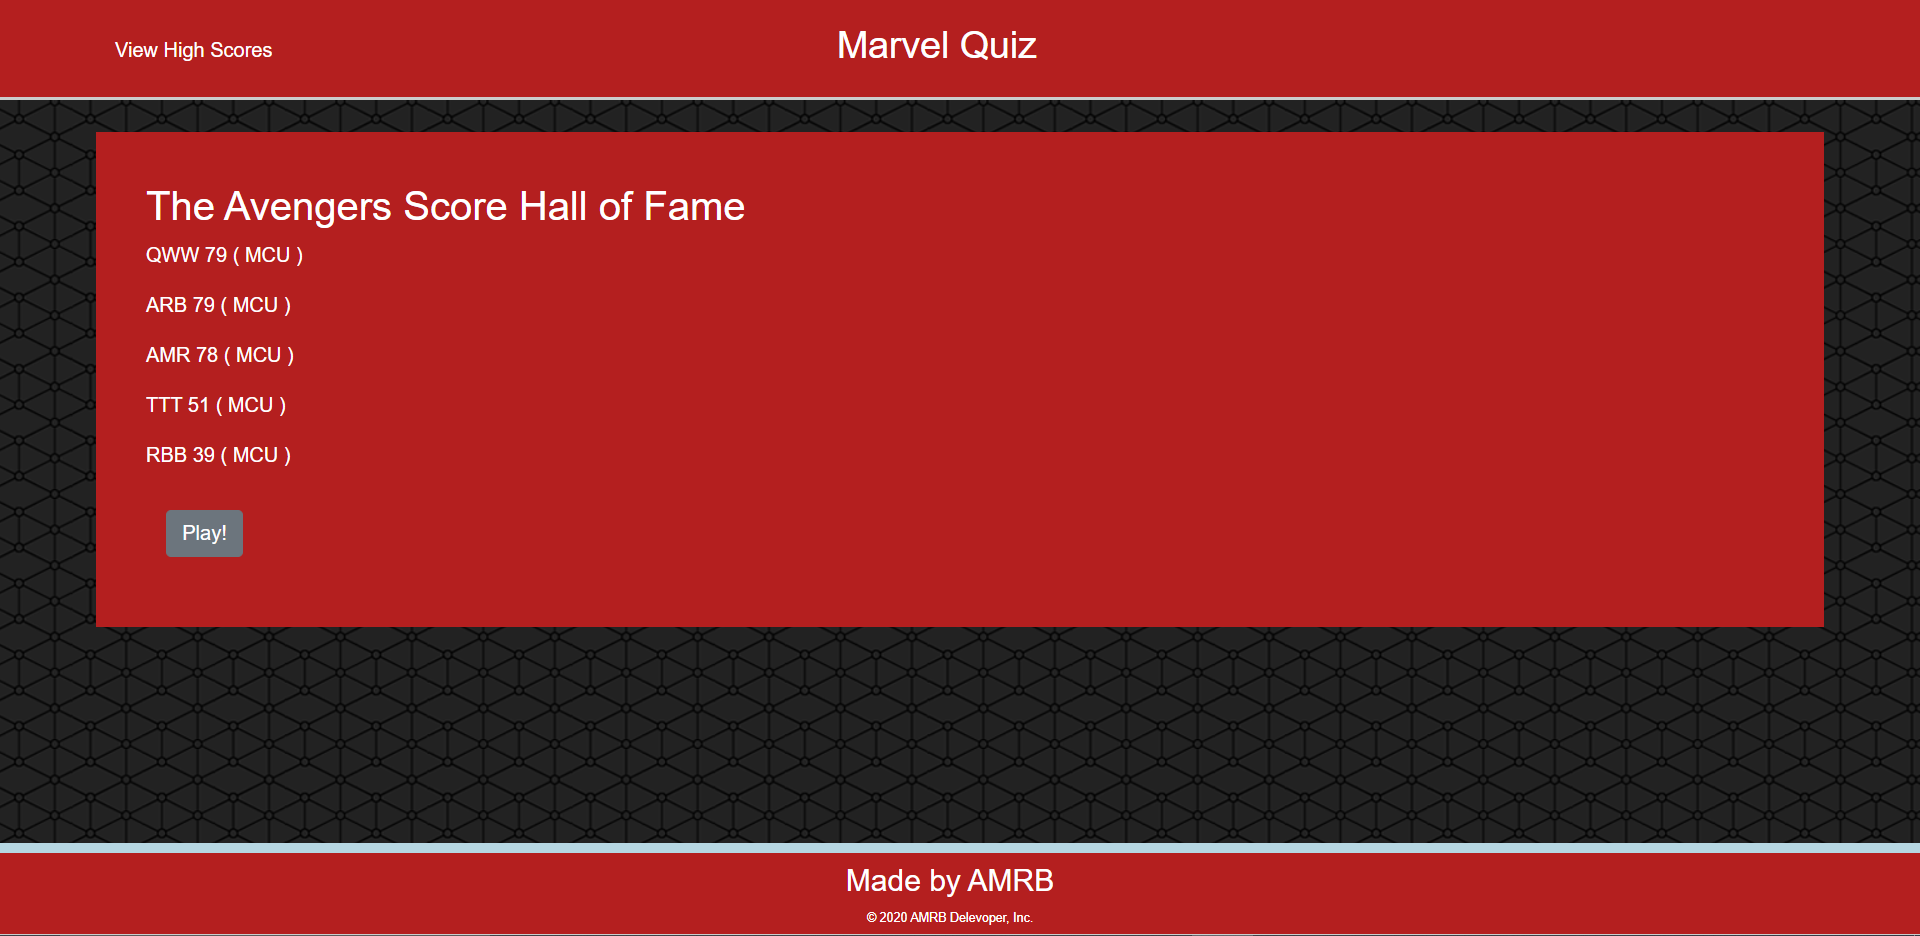 View High Scores
Marvel Quiz
The Avengers Score Hall of Fame
QWW 79 ( MCU )
ARB 79 ( MCU )
AMR 78 ( MCU )
TTT 51 ( MCU )
RBB 39 ( MCU )
Play!
Made by AMRB
© 2020 AMRB Delevoper, Inc.